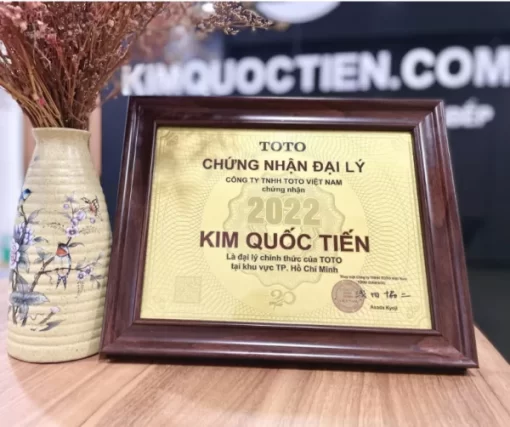 KIMQUOCTIEN.COM
BẾP
TOTO
CHỨNG NHẬN ĐẠI LÝ
CÔNG TY TNHH TOTO VIỆT NAM
chứng nhận
2022
KIM QUỐC TIẾN
Là đại lý chính thức của TOTO
tại khu vực TP. Hồ Chí Minh